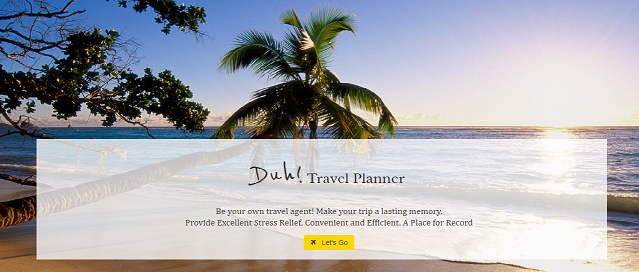 Duh! Travel Planner
Be your own travel agent! Make your trip a lasting memory.
Provide Excellent Stress Relief. Convenient and Efficient. A Place for Record
Let's Go